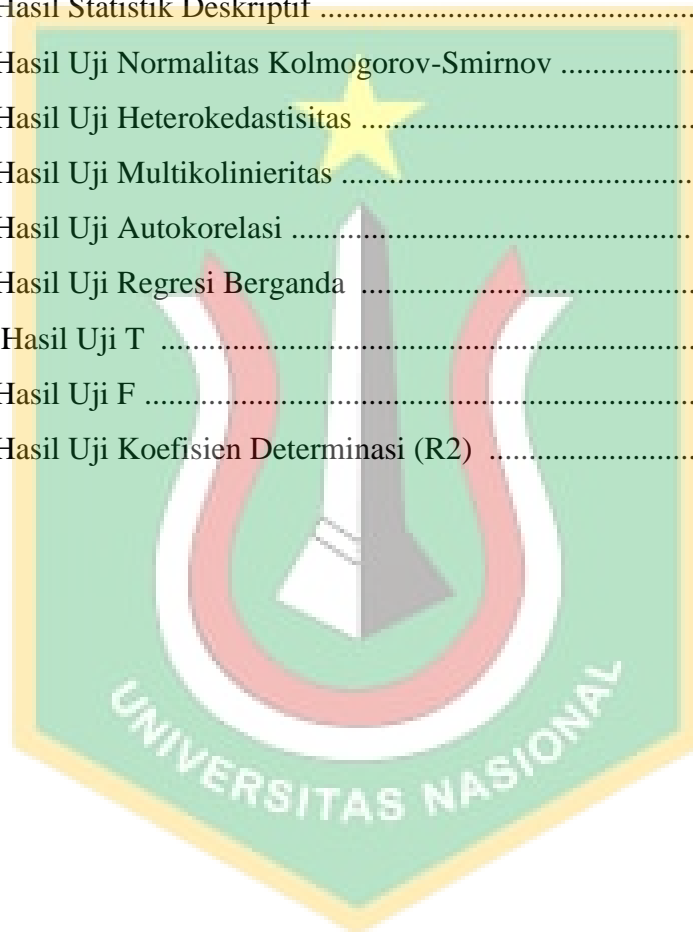 Hasil Statistik Deskriptif ..........................................
Hasil Uji Normalitas Kolmogorov-Smirnov ...............
Hasil Uji Heterokedastisitas .....................................
Hasil Uji Multikolinieritas .......................................
Hasil Uji Autokorelasi .............................................
Hasil Uji Regresi Berganda .....................................
Hasil Uji T ...............................................................
Hasil Uji F ................................................................
Hasil Uji Koefisien Determinasi (R2) .......................
UNIVERSITAS NASIONAL